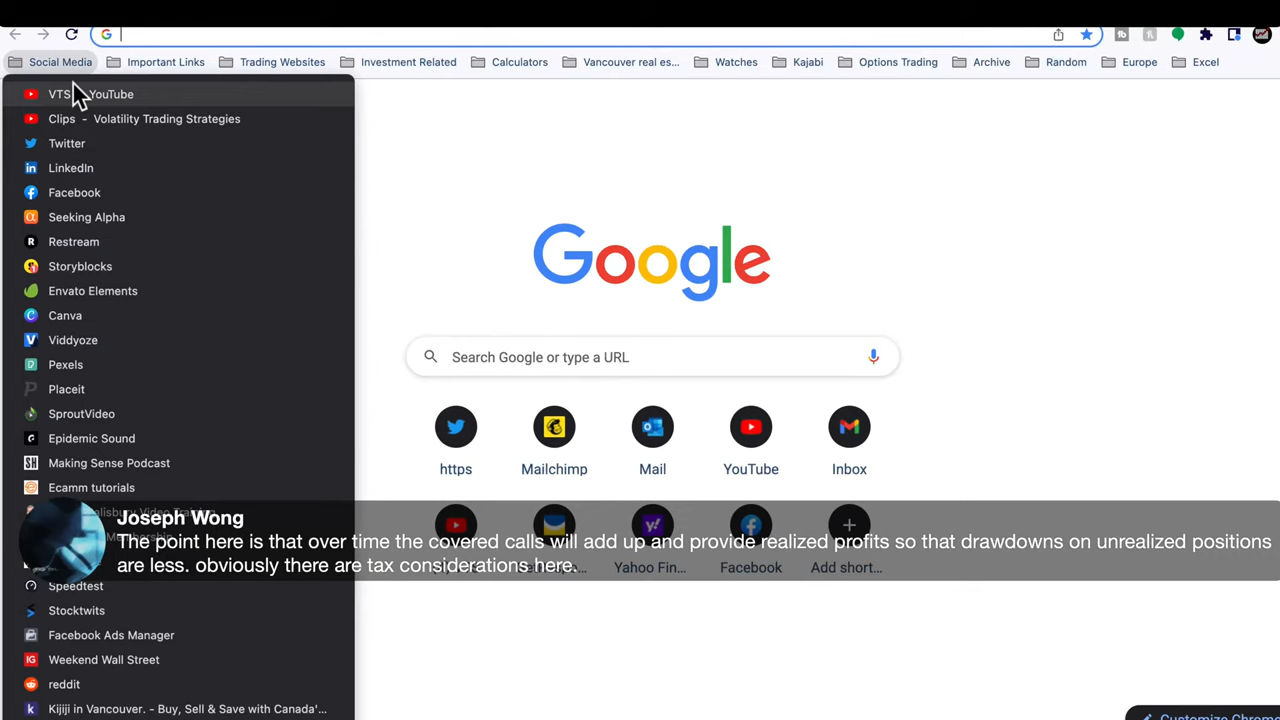 Social Media
Important Links
Trading Websites
Investment Related
Calculators
Vancouver real es...
Watches
Kajabi
Options Trading
Archive
Random
Europe
Excel
VTS
YouTube
Clips - Volatility Trading Strategies
Twitter
LinkedIn
Facebook
Seeking Alpha
Restream
Storyblocks
Envato Elements
Canva
Viddyoze
Pexels
Placeit
SproutVideo
Epidemic Sound
Making Sense Podcast
Ecamm tutorials
Speedtest
Stocktwits
Facebook Ads Manager
Weekend Wall Street
reddit
Kijiji in Vancouver. - Buy, Sell & Save with Canada'...
Google
Search Google or type a URL
https
Mailchimp
Mail
YouTube
Inbox
Yahoo Fin...
Facebook
Add short...
Joseph Wong
The point here is that over time the covered calls will add up and provide realized profits so that drawdowns on unrealized positions
are less. obviously there are tax considerations here.
Customize Chrome